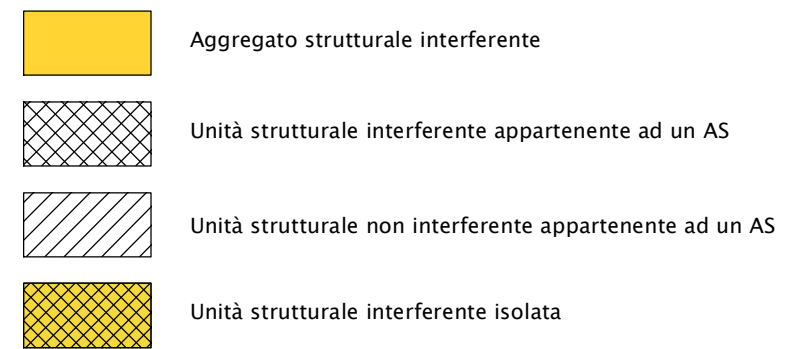 Aggregato strutturale interferente
Unità strutturale interferente appartenente ad un AS
Unità strutturale non interferente appartenente ad un AS
Unità strutturale interferente isolata